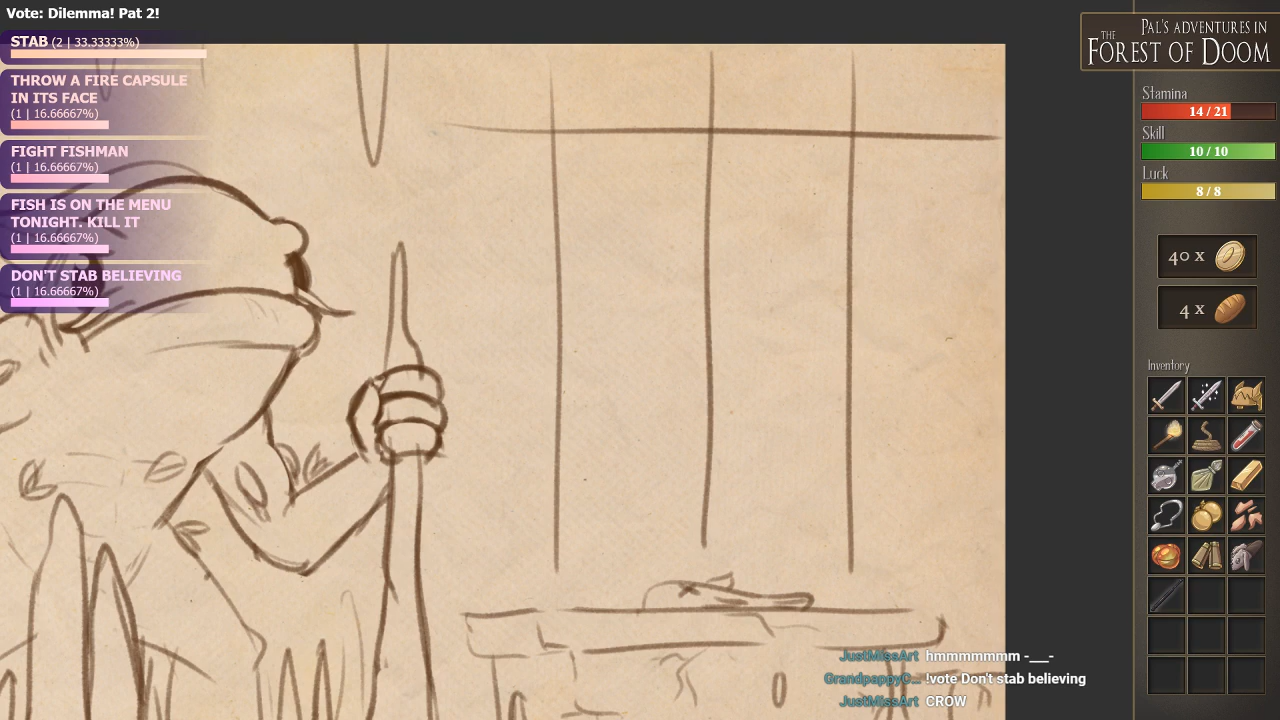 Vote: Dilemma! Pat 2!
STAB (2 | 33.33333%)
THROW A FIRE CAPSULE
IN ITS FACE
(1 | 16.66667%)
FIGHT FISHMAN
(1 | 16.66667%)
FISH IS ON THE MENU
TONIGHT. KILL IT
(1 | 16.66667%)
DON'T STAB BELIEVING
(1 | 16.66667%)
PAL'S ADVENTURES IN
THE FOREST OF DOOM
Stamina
14 / 21
Skill
10 / 10
Luck
8 / 8
40 x
4 x
Inventory
JustMissArt hmmmmmmm -___-
GrandpappyC... !vote Don't stab believing
JustMissArt CROW